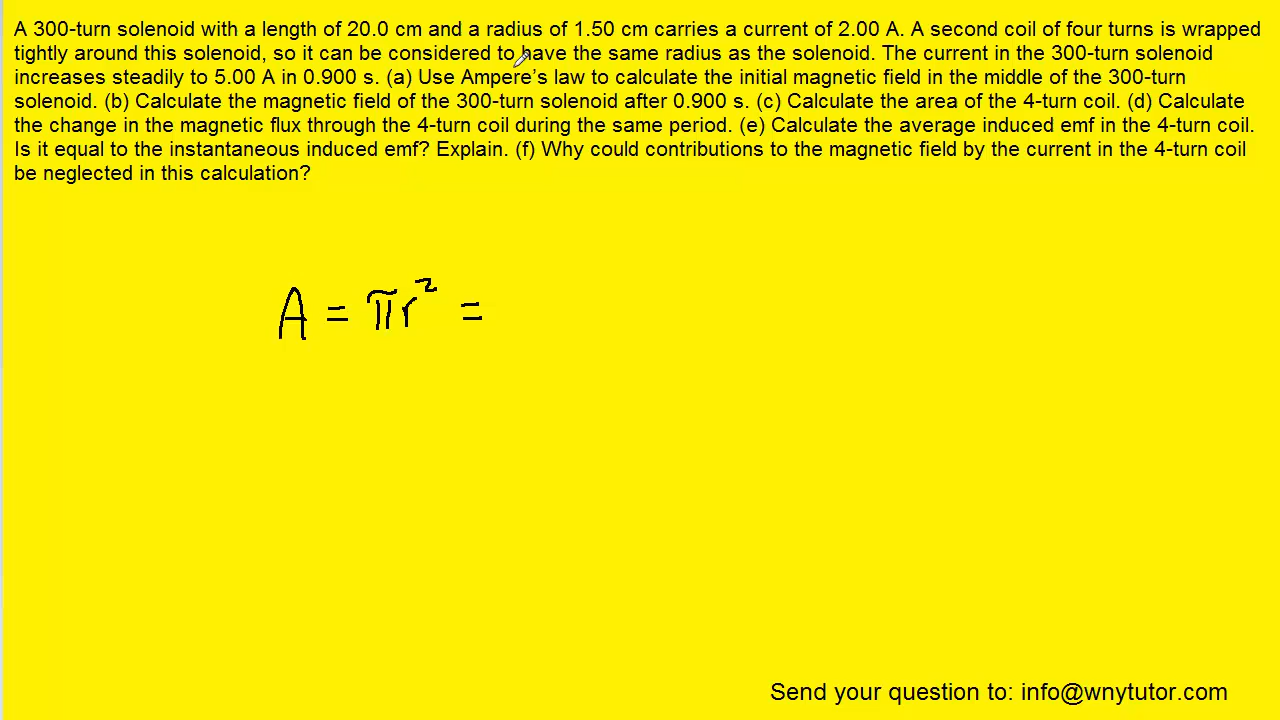 A 300-turn solenoid with a length of 20.0 cm and a radius of 1.50 cm carries a current of 2.00 A. A second coil of four turns is wrapped
tightly around this solenoid, so it can be considered to have the same radius as the solenoid. The current in the 300-turn solenoid
increases steadily to 5.00 A in 0.900 s. (a) Use Ampere’s law to calculate the initial magnetic field in the middle of the 300-turn
solenoid. (b) Calculate the magnetic field of the 300-turn solenoid after 0.900 s. (c) Calculate the area of the 4-turn coil. (d) Calculate
the change in the magnetic flux through the 4-turn coil during the same period. (e) Calculate the average induced emf in the 4-turn coil.
Is it equal to the instantaneous induced emf? Explain. (f) Why could contributions to the magnetic field by the current in the 4-turn coil
be neglected in this calculation?
A = πr² =
Send your question to: info@wnytutor.com